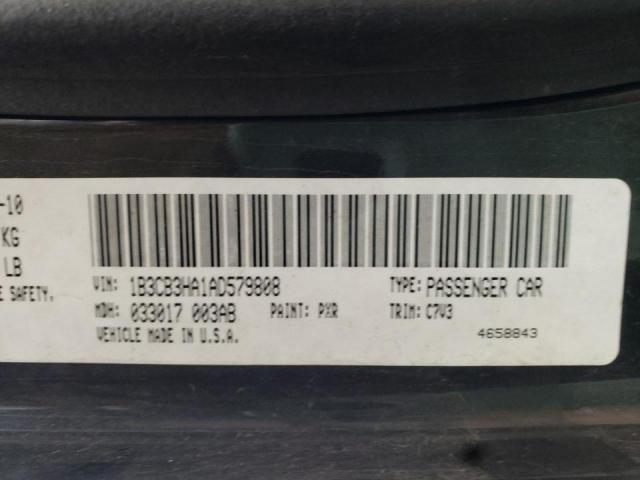 -10
KG
LB
E SAFETY.
VIN: 1B3CB3HA1AD579808 TYPE: PASSENGER CAR
MDH: 033017 003AB PAINT: PXR TRIM: C7V3
VEHICLE MADE IN U.S.A. 4658843